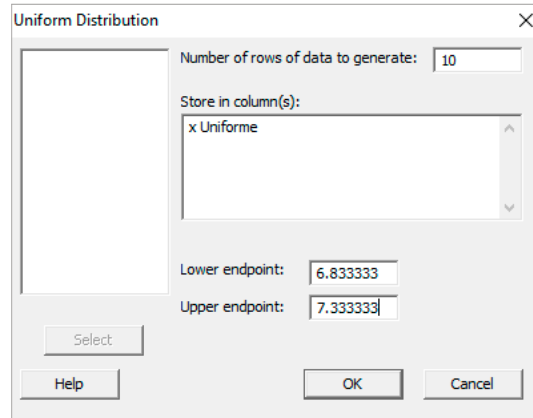 Uniform Distribution
Number of rows of data to generate: 10
Store in column(s):
x Uniforme
Lower endpoint: 6.833333
Upper endpoint: 7.333333
Select
Help OK Cancel